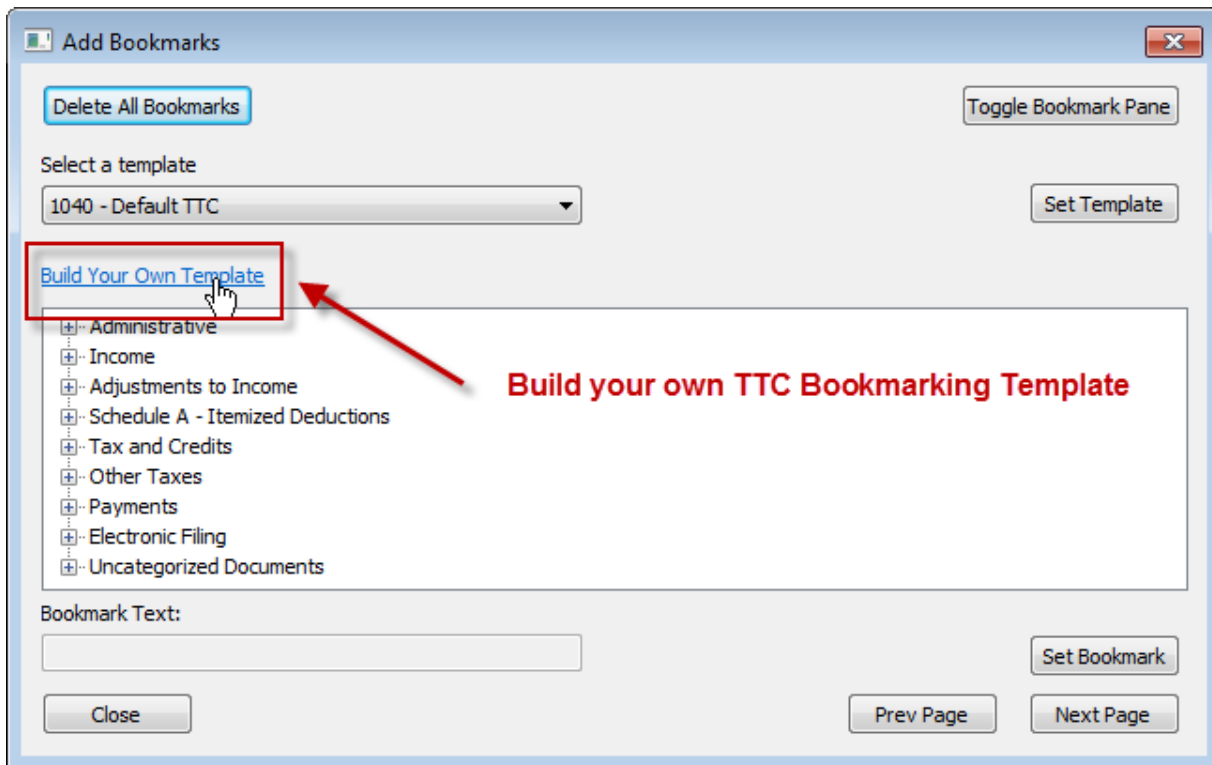 Add Bookmarks
Delete All Bookmarks
Toggle Bookmark Pane
Select a template
1040 - Default TTC
Set Template
Build Your Own Template
Administrative
Income
Build your own TTC Bookmarking Template
Adjustments to Income
Schedule A - Itemized Deductions
Tax and Credits
Other Taxes
Payments
Electronic Filing
Uncategorized Documents
Bookmark Text:
Set Bookmark
Close
Prev Page
Next Page